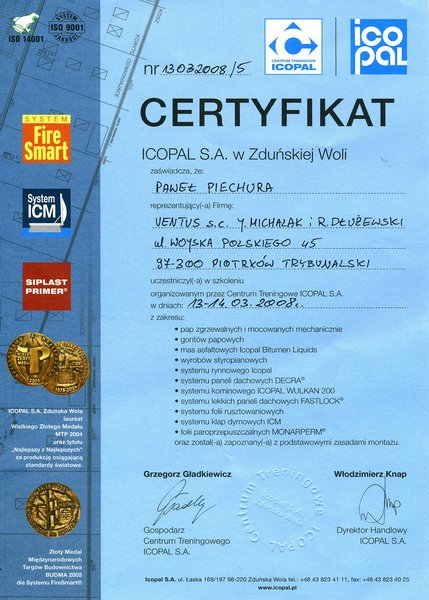 ISO 14001
SYSTEM
ISO 9001
JAKOŚCI
nr 13032008/5
CENTRUM TRENINGOWE
ICOPAL
ico
pal
CERTYFIKAT
ICOPAL S.A. w Zduńskiej Woli
zaświadcza, że:
PAWEŁ PIECHURA
reprezentujący(-a) Firmę:
VENTUS s.c. J. MICHALAK i R. DŁUŻEWSKI
ul. WOJSKA POLSKIEGO 45
97-300 PIOTRKÓW TRYBUNALSKI
uczestniczył(-a) w szkoleniu
organizowanym przez Centrum Treningowe ICOPAL S.A.
w dniach: 13-14.03.2008r.
z zakresu:
• pap zgrzewalnych i mocowanych mechanicznie
• gontów papowych
• mas asfaltowych Icopal Bitumen Liquids
• wyrobów styropianowych
• systemu rynnowego Icopal
• systemu paneli dachowych DECRA®
• systemu kominowego ICOPAL WULKAN 200
• systemu lekkich paneli dachowych FASTLOCK®
• systemu folii rusztowaniowych
• systemu klap dymowych ICM
• folii paroprzepuszczalnych MONARPERM®
oraz został(-a) zapoznany(-a) z podstawowymi zasadami montażu.
SYSTEM
Fire
Smart
System
ICM
SIPLAST
PRIMER®
ICOPAL S.A. Zduńska Wola
laureat
Wielkiego Złotego Medalu
MTP 2004
oraz tytułu
„Najlepszy z Najlepszych"
za produkcję osiągającą
standardy światowe.
Złoty Medal
Międzynarodowych
Targów Budownictwa
BUDMA 2005
dla Systemu FireSmart®
Grzegorz Gładkiewicz
Gospodarz
Centrum Treningowego
ICOPAL S.A.
Centrum Treningowe
ICOPAL
Włodzimierz Knap
Dyrektor Handlowy
ICOPAL S.A.
Icopal S.A. ul. Łaska 169/197 98-220 Zduńska Wola tel.: +48 43 823 41 11, fax: +48 43 823 40 25
www.icopal.pl